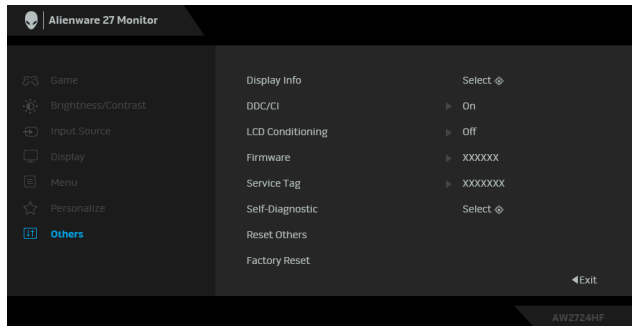 Alienware 27 Monitor
Game
Display Info Select
Brightness/Contrast
DDC/CI On
Input Source
LCD Conditioning Off
Display
Firmware XXXXXX
Menu
Service Tag XXXXXXX
Personalize
Self-Diagnostic Select
Others
Reset Others
Factory Reset
Exit
AW2724HF